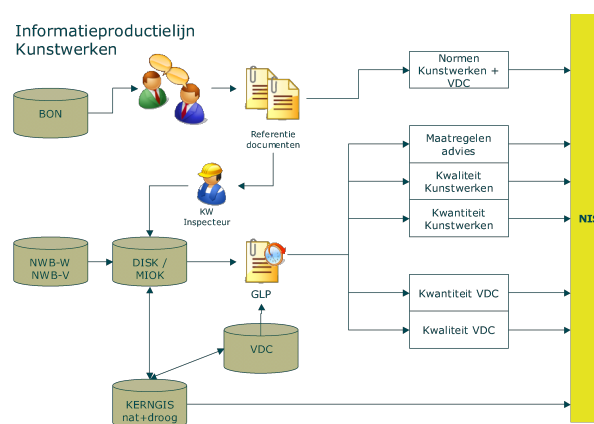 Informatieproductielijn
Kunstwerken
Normen
Kunstwerken +
VDC
BON
Referentie
documenten
Maatregelen
advies
Kwaliteit
Kunstwerken
KW
Inspecteur
Kwantiteit
Kunstwerken
NIS
NWB-W
NWB-V
DISK /
MIOK
GLP
Kwantiteit VDC
VDC
Kwaliteit VDC
KERNGIS
nat+droog